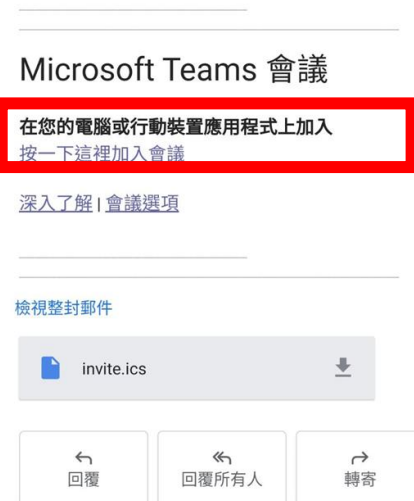 Microsoft Teams 會議
在您的電腦或行動裝置應用程式上加入
按一下這裡加入會議
深入了解 | 會議選項
檢視整封郵件
invite.ics
回覆
回覆所有人
轉寄